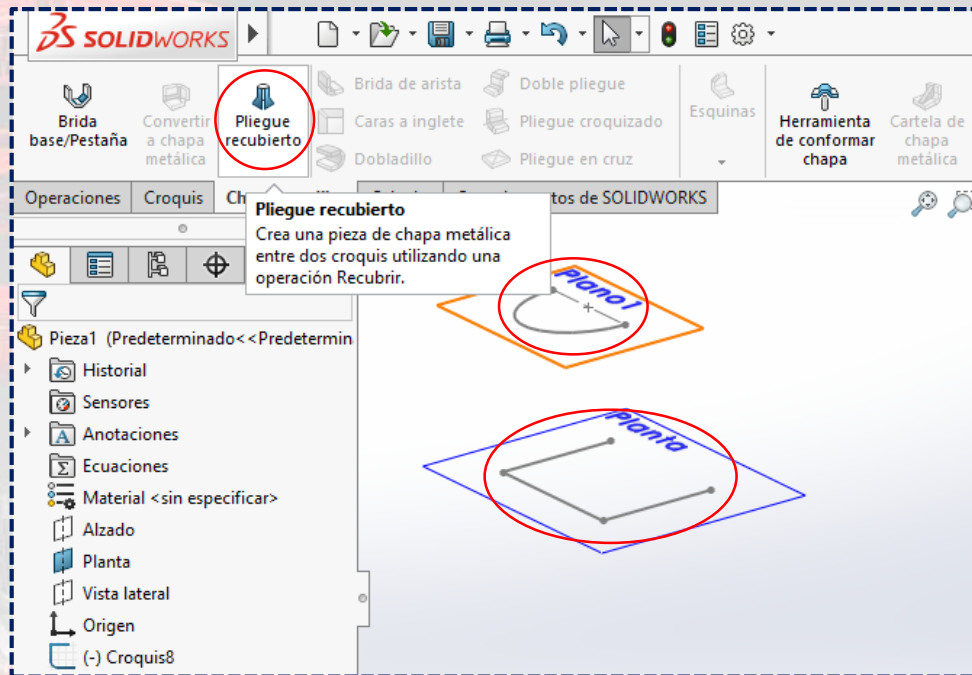 SOLIDWORKS
Brida
base/Pestaña
Convertir
a chapa
metálica
Pliegue
recubierto
Brida de arista
Caras a inglete
Dobladillo
Doble pliegue
Pliegue croquizado
Pliegue en cruz
Esquinas
Herramienta
de conformar
chapa
Cartela de
chapa
metálica
Operaciones
Croquis
tos de SOLIDWORKS
Pliegue recubierto
Crea una pieza de chapa metálica
entre dos croquis utilizando una
operación Recubrir.
Pieza1 (Predeterminado<<Predetermin
Historial
Sensores
Anotaciones
Ecuaciones
Material <sin especificar>
Alzado
Planta
Vista lateral
Origen
(-) Croquis8
Plano1
Planta